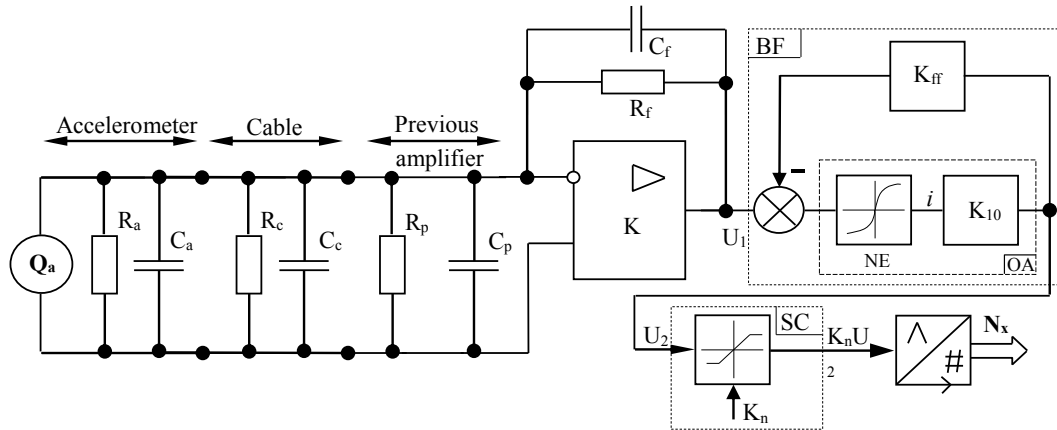 C_f
BF
K_ff
R_f
Accelerometer
Cable
Previous
amplifier
R_a
C_a
R_c
C_c
R_p
C_p
K
U_1
i
K_10
Q_a
NE
OA
SC
U_2
K_nU
2
N_x
#
K_n